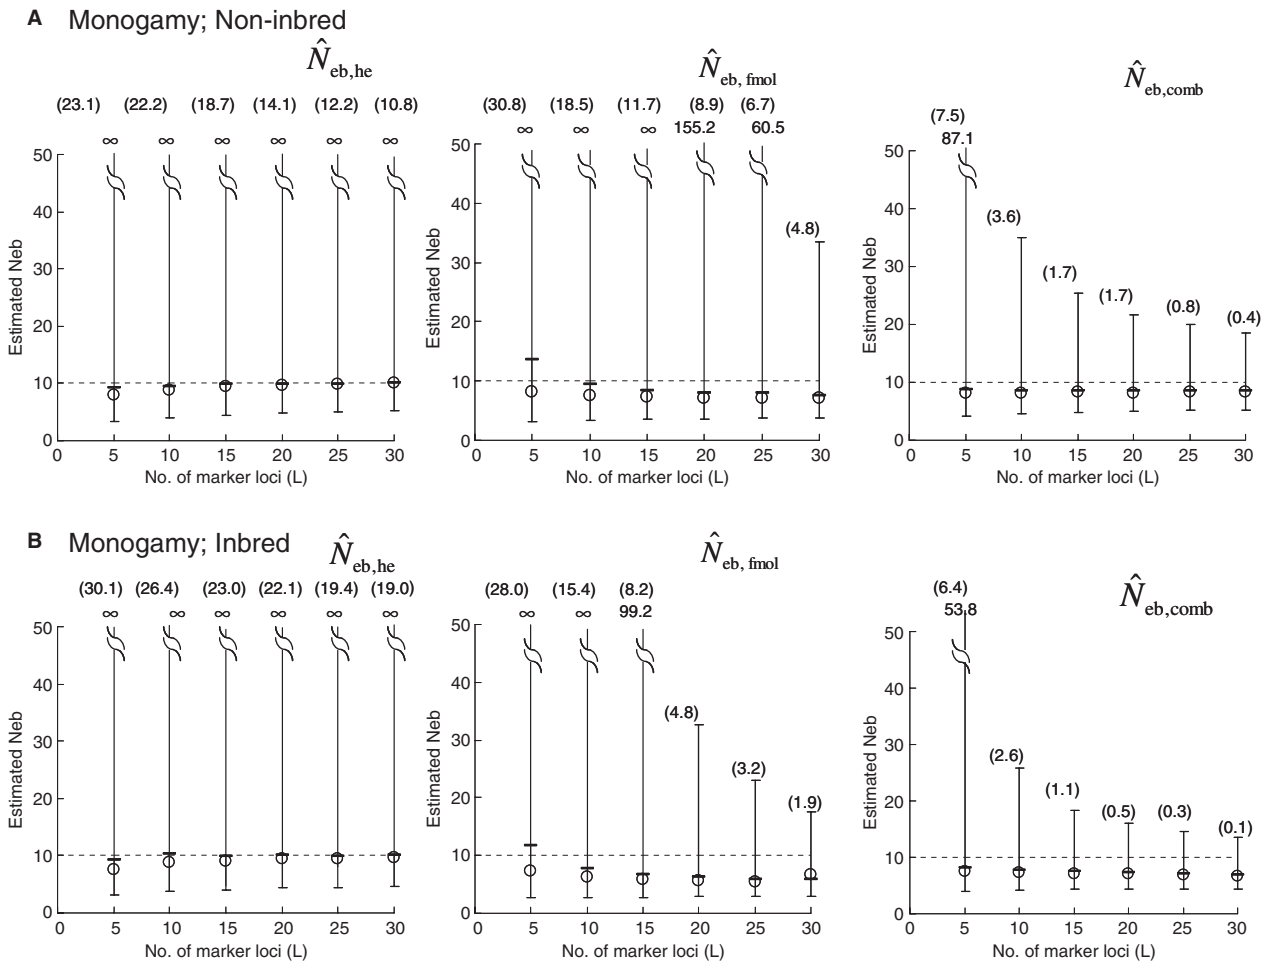 A Monogamy; Non-inbred
N̂eb,he
(23.1) (22.2) (18.7) (14.1) (12.2) (10.8)
∞ ∞ ∞ ∞ ∞ ∞
50
40
30
20
10
0
Estimated Neb
0 5 10 15 20 25 30
No. of marker loci (L)
N̂eb, fmol
(30.8) (18.5) (11.7) (8.9) (6.7)
∞ ∞ ∞ 155.2 60.5
(4.8)
50
40
30
20
10
0
Estimated Neb
0 5 10 15 20 25 30
No. of marker loci (L)
N̂eb,comb
(7.5)
87.1
(3.6)
(1.7)
(1.7)
(0.8)
(0.4)
50
40
30
20
10
0
Estimated Neb
0 5 10 15 20 25 30
No. of marker loci (L)
B Monogamy; Inbred
N̂eb,he
(30.1) (26.4) (23.0) (22.1) (19.4) (19.0)
∞ ∞ ∞ ∞ ∞ ∞
50
40
30
20
10
0
Estimated Neb
0 5 10 15 20 25 30
No. of marker loci (L)
N̂eb, fmol
(28.0) (15.4) (8.2)
∞ ∞ 99.2
(4.8)
(3.2)
(1.9)
50
40
30
20
10
0
Estimated Neb
0 5 10 15 20 25 30
No. of marker loci (L)
N̂eb,comb
(6.4)
53.8
(2.6)
(1.1)
(0.5)
(0.3)
(0.1)
50
40
30
20
10
0
Estimated Neb
0 5 10 15 20 25 30
No. of marker loci (L)